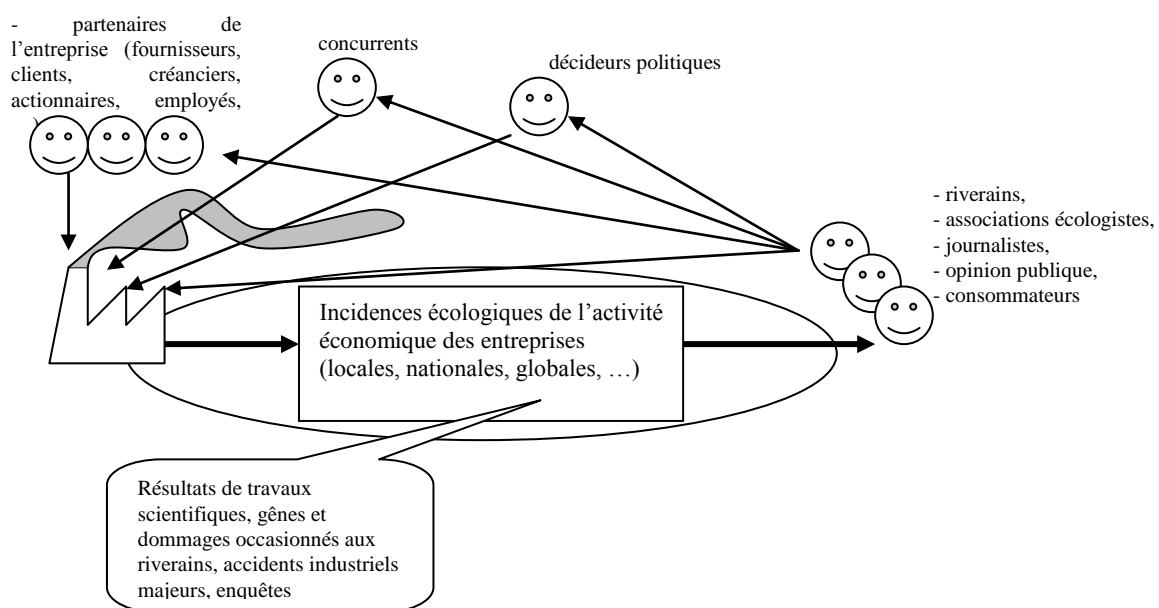 - partenaires de
l’entreprise (fournisseurs,
clients, créanciers,
actionnaires, employés,
concurrents
décideurs politiques
- riverains,
- associations écologistes,
- journalistes,
- opinion publique,
- consommateurs
Incidences écologiques de l’activité
économique des entreprises
(locales, nationales, globales, …)
Résultats de travaux
scientifiques, gênes et
dommages occasionnés aux
riverains, accidents industriels
majeurs, enquêtes